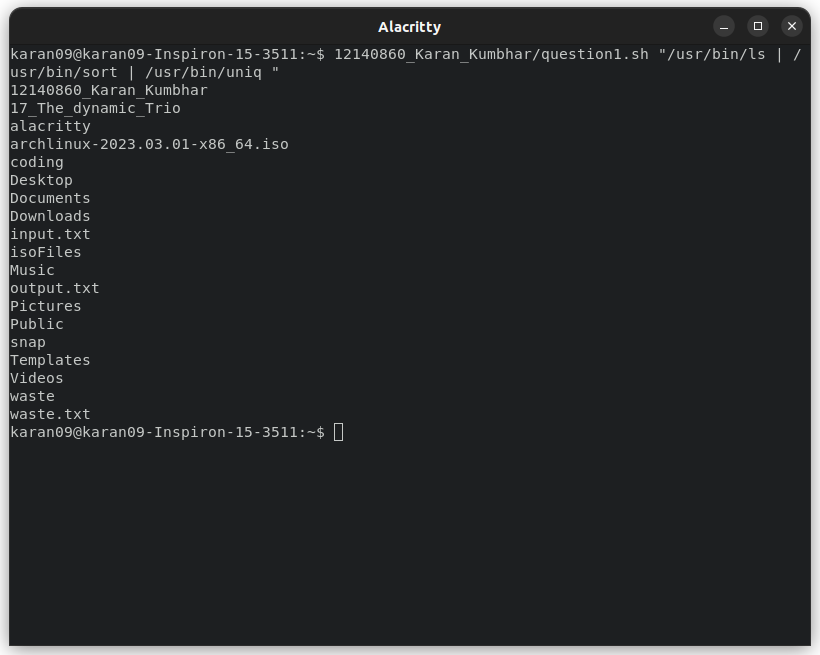 Alacritty
karan09@karan09-Inspiron-15-3511:~$ 12140860_Karan_Kumbhar/question1.sh "/usr/bin/ls | /
usr/bin/sort | /usr/bin/uniq "
12140860_Karan_Kumbhar
17_The_dynamic_Trio
alacritty
archlinux-2023.03.01-x86_64.iso
coding
Desktop
Documents
Downloads
input.txt
isoFiles
Music
output.txt
Pictures
Public
snap
Templates
Videos
waste
waste.txt
karan09@karan09-Inspiron-15-3511:~$